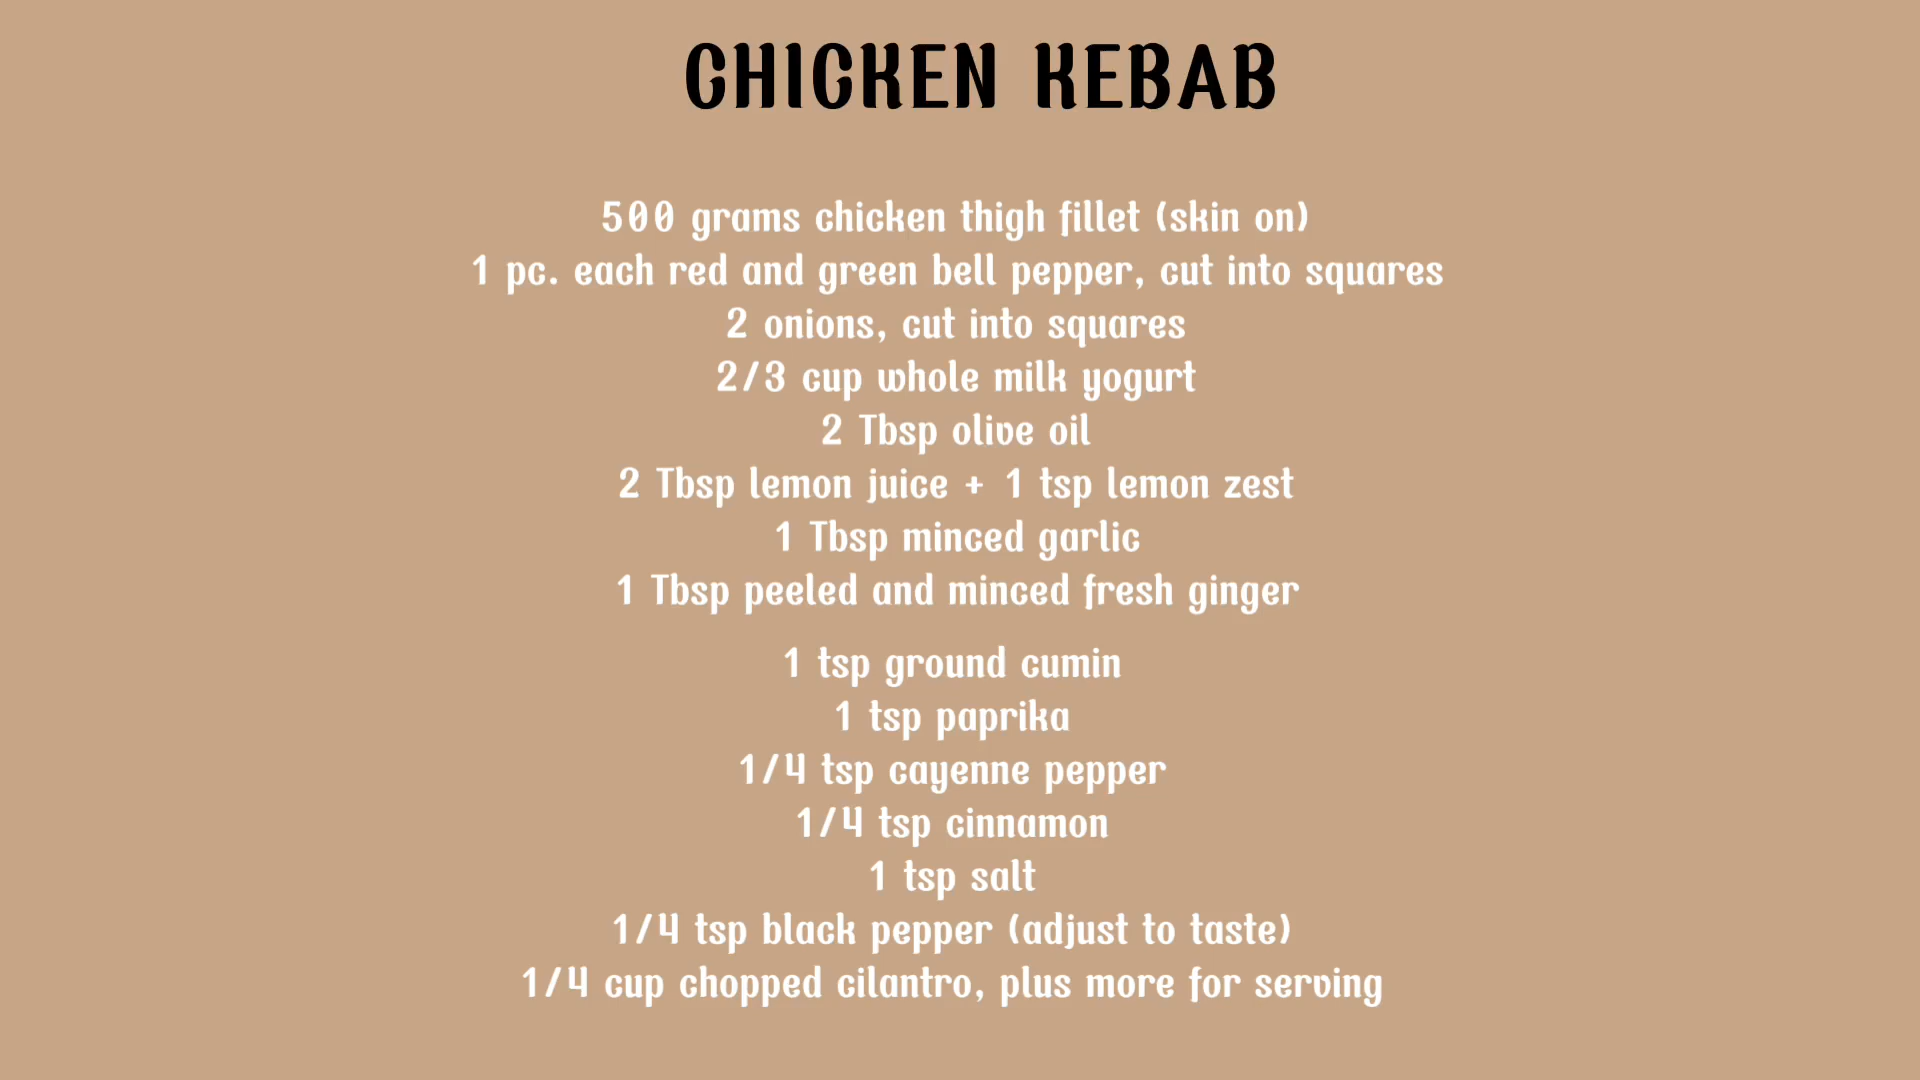 CHICKEN KEBAB
500 grams chicken thigh fillet (skin on)
1 pc. each red and green bell pepper, cut into squares
2 onions, cut into squares
2/3 cup whole milk yogurt
2 Tbsp olive oil
2 Tbsp lemon juice + 1 tsp lemon zest
1 Tbsp minced garlic
1 Tbsp peeled and minced fresh ginger
1 tsp ground cumin
1 tsp paprika
1/4 tsp cayenne pepper
1/4 tsp cinnamon
1 tsp salt
1/4 tsp black pepper (adjust to taste)
1/4 cup chopped cilantro, plus more for serving